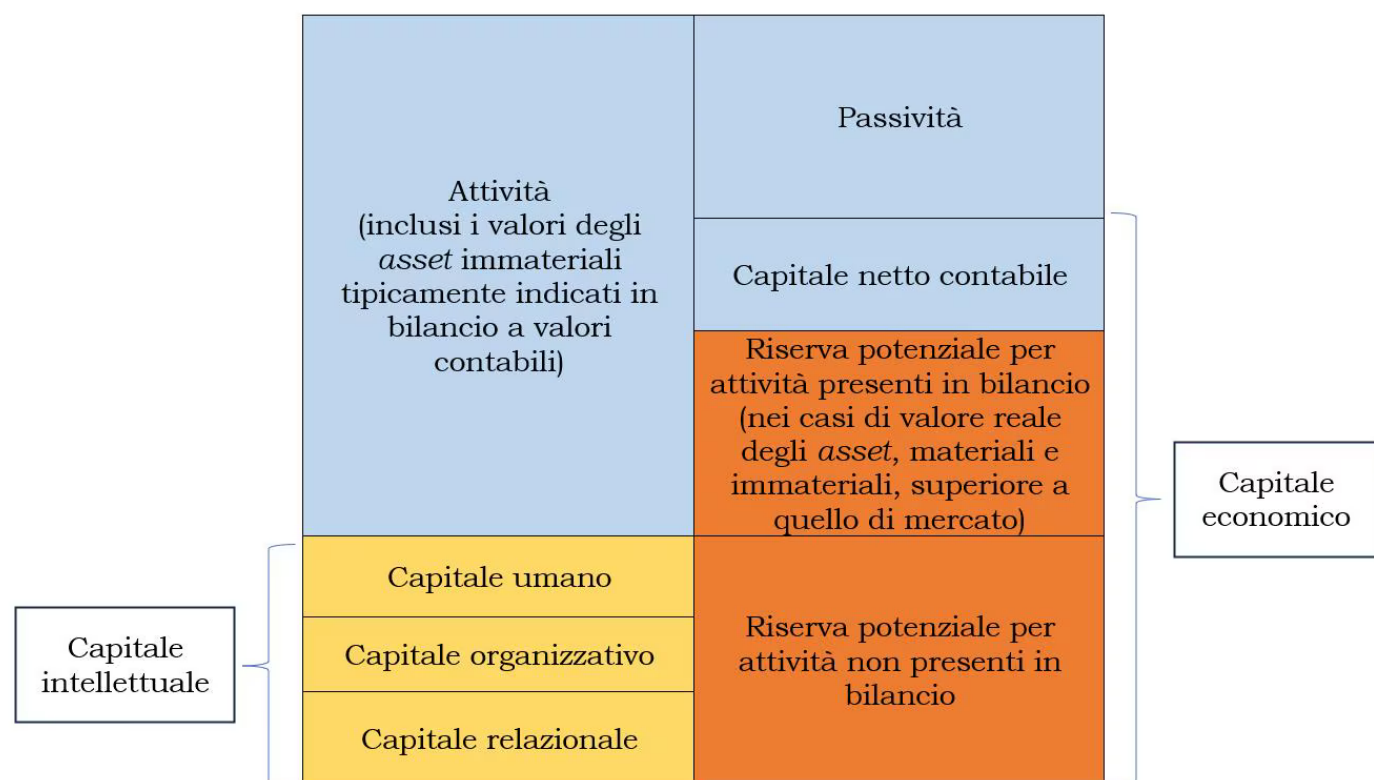 Attività
(inclusi i valori degli
asset immateriali
tipicamente indicati in
bilancio a valori
contabili)
Passività
Capitale netto contabile
Riserva potenziale per
attività presenti in bilancio
(nei casi di valore reale
degli asset, materiali e
immateriali, superiore a
quello di mercato)
Capitale
economico
Capitale umano
Capitale organizzativo
Capitale relazionale
Riserva potenziale per
attività non presenti in
bilancio
Capitale
intellettuale